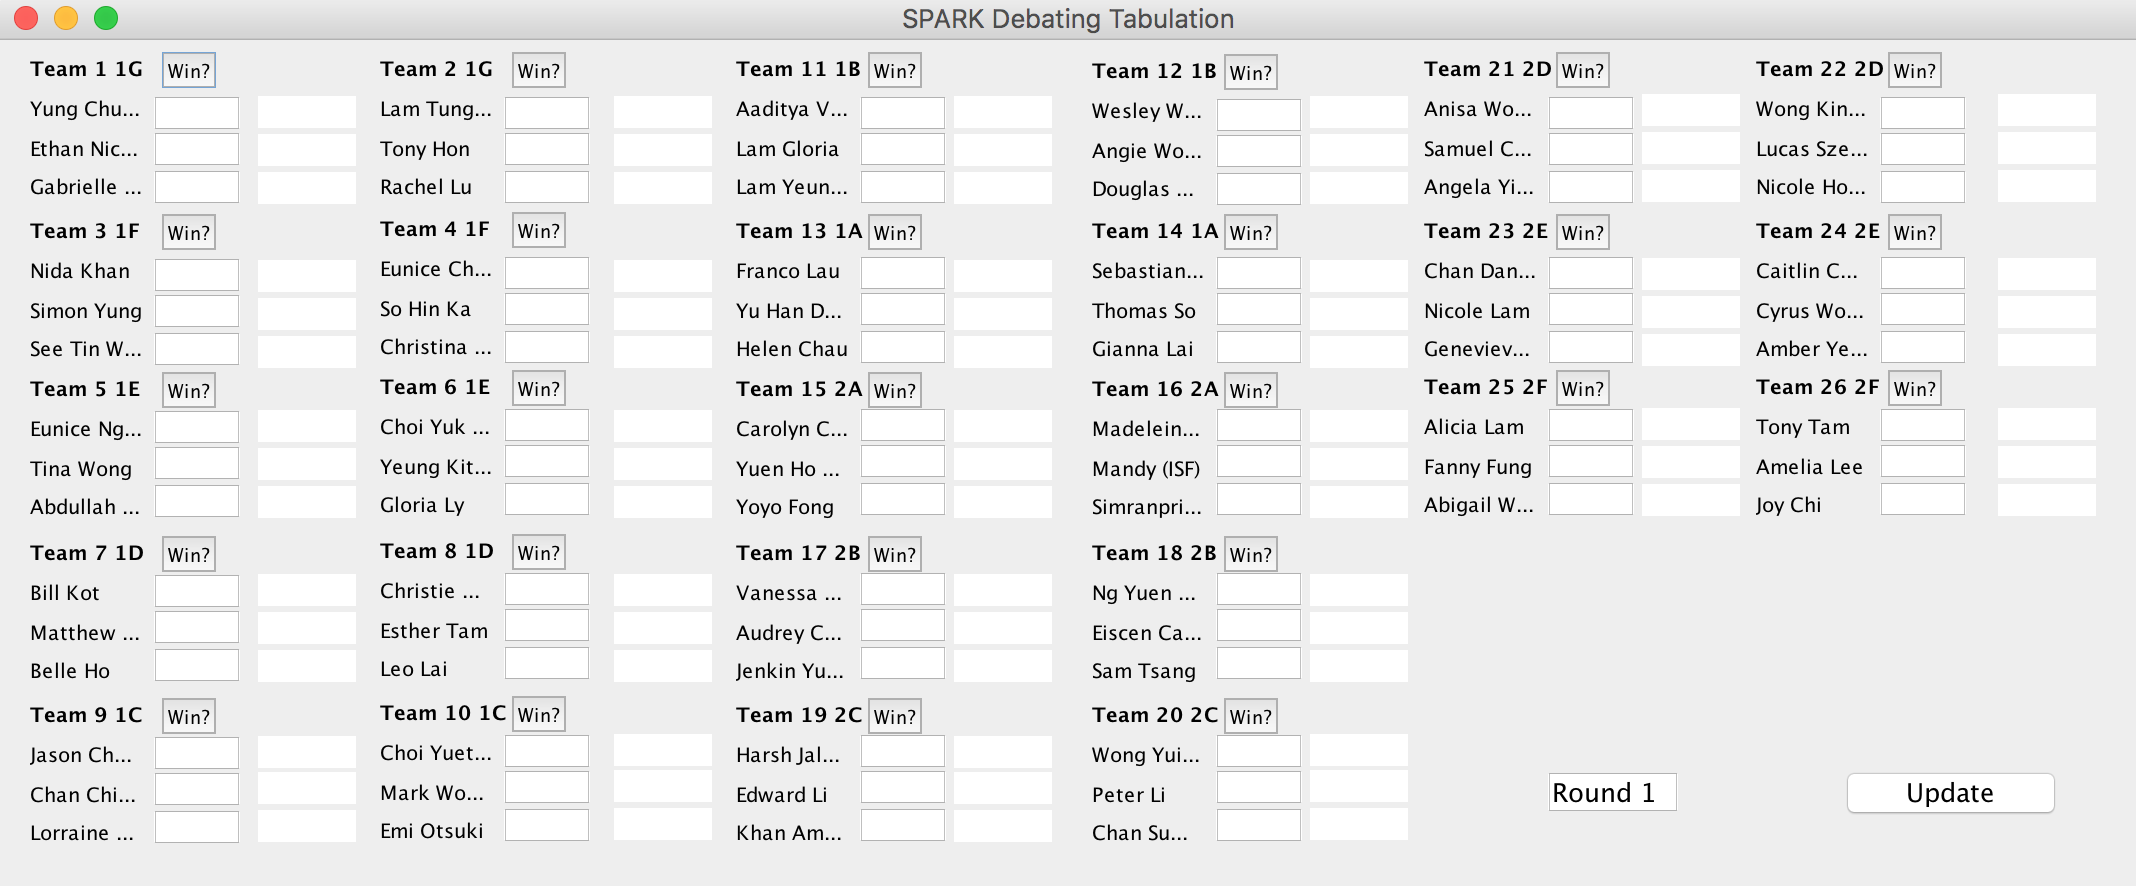 SPARK Debating Tabulation
Team 1 1G Win? Team 2 1G Win? Team 11 1B Win? Team 12 1B Win? Team 21 2D Win? Team 22 2D Win?
Yung Chu... Lam Tung... Aaditya V... Wesley W... Anisa Wo... Wong Kin...
Ethan Nic... Tony Hon Lam Gloria Angie Wo... Samuel C... Lucas Sze...
Gabrielle ... Rachel Lu Lam Yeun... Douglas ... Angela Yi... Nicole Ho...
Team 3 1F Win? Team 4 1F Win? Team 13 1A Win? Team 14 1A Win? Team 23 2E Win? Team 24 2E Win?
Nida Khan Eunice Ch... Franco Lau Sebastian... Chan Dan... Caitlin C...
Simon Yung So Hin Ka Yu Han D... Thomas So Nicole Lam Cyrus Wo...
See Tin W... Christina ... Helen Chau Gianna Lai Geneviev... Amber Ye...
Team 5 1E Win? Team 6 1E Win? Team 15 2A Win? Team 16 2A Win? Team 25 2F Win? Team 26 2F Win?
Eunice Ng... Choi Yuk ... Carolyn C... Madelein... Alicia Lam Tony Tam
Tina Wong Yeung Kit... Yuen Ho ... Mandy (ISF) Fanny Fung Amelia Lee
Abdullah ... Gloria Ly Yoyo Fong Simranpri... Abigail W... Joy Chi
Team 7 1D Win? Team 8 1D Win? Team 17 2B Win? Team 18 2B Win?
Bill Kot Christie ... Vanessa ... Ng Yuen ...
Matthew ... Esther Tam Audrey C... Eiscen Ca...
Belle Ho Leo Lai Jenkin Yu... Sam Tsang
Team 9 1C Win? Team 10 1C Win? Team 19 2C Win? Team 20 2C Win?
Jason Ch... Choi Yuet... Harsh Jal... Wong Yui...
Chan Chi... Mark Wo... Edward Li Peter Li Round 1 Update
Lorraine ... Emi Otsuki Khan Am... Chan Su...